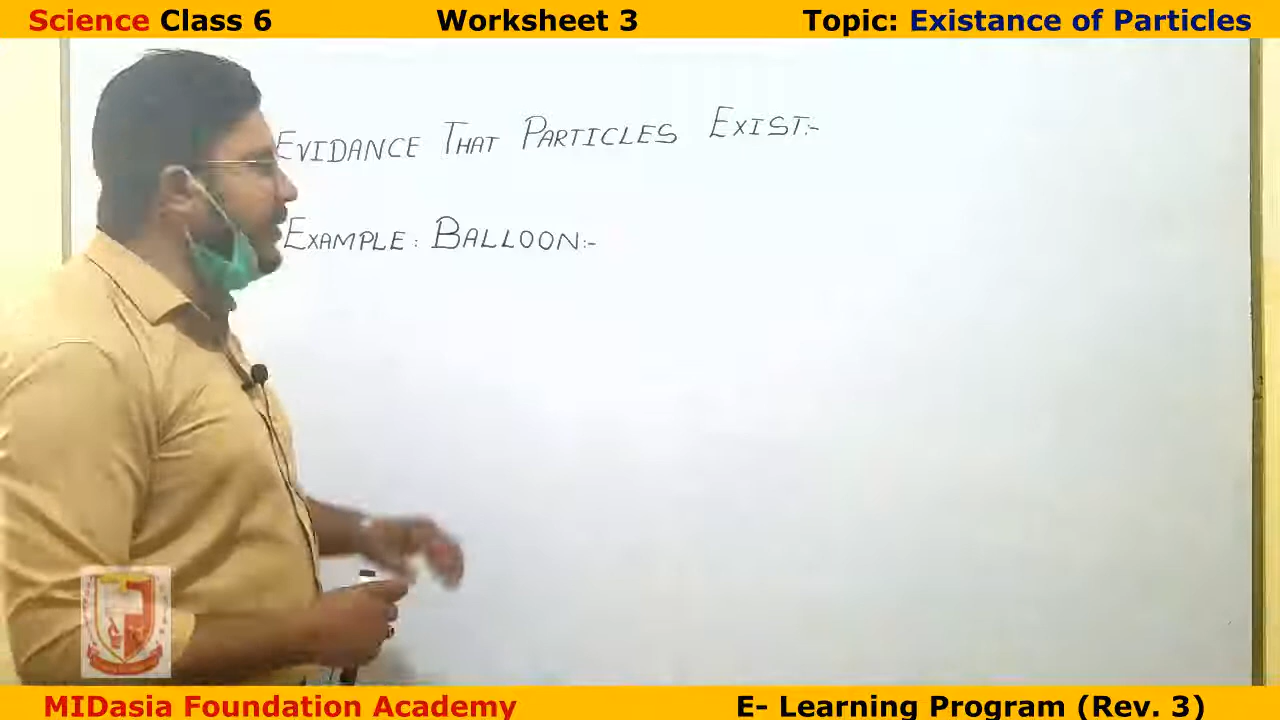 Science Class 6 Worksheet 3 Topic: Existance of Particles
EVIDANCE THAT PARTICLES EXIST:-
EXAMPLE: BALLOON:-
MIDasia Foundation Academy E- Learning Program (Rev. 3)